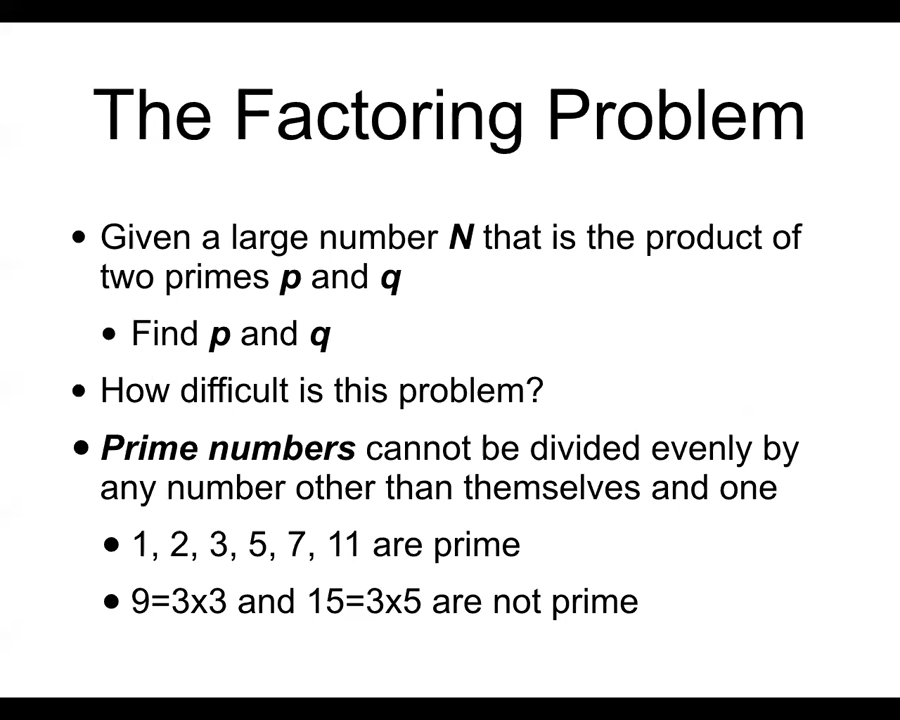 The Factoring Problem
• Given a large number N that is the product of
two primes p and q
• Find p and q
• How difficult is this problem?
• Prime numbers cannot be divided evenly by
any number other than themselves and one
• 1, 2, 3, 5, 7, 11 are prime
• 9=3x3 and 15=3x5 are not prime